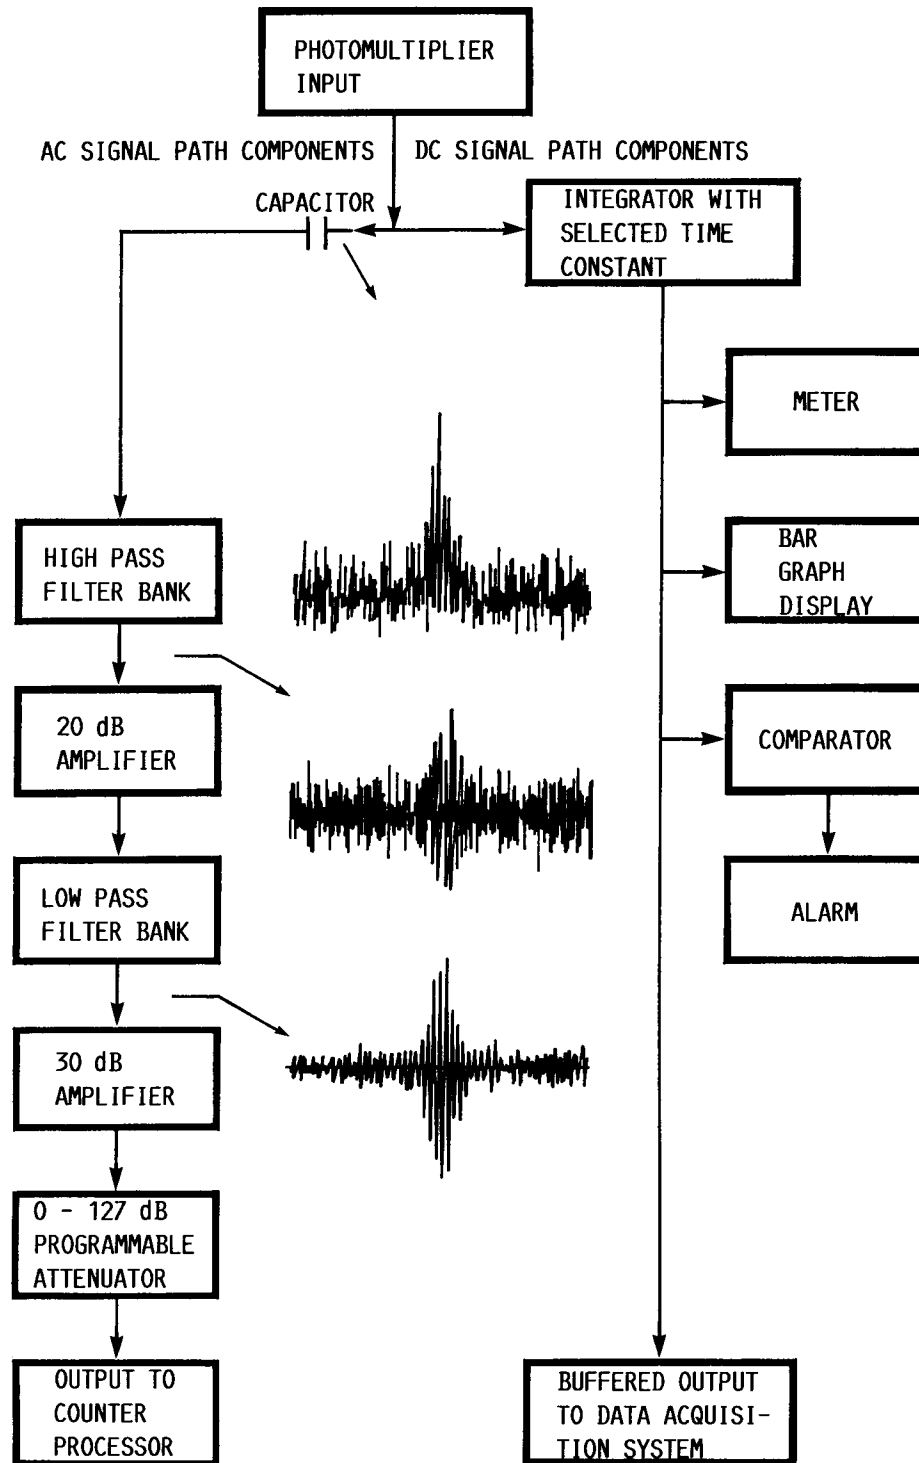 PHOTOMULTIPLIER
INPUT
AC SIGNAL PATH COMPONENTS
DC SIGNAL PATH COMPONENTS
CAPACITOR
INTEGRATOR WITH
SELECTED TIME
CONSTANT
METER
HIGH PASS
FILTER BANK
BAR
GRAPH
DISPLAY
20 dB
AMPLIFIER
COMPARATOR
LOW PASS
FILTER BANK
ALARM
30 dB
AMPLIFIER
0 - 127 dB
PROGRAMMABLE
ATTENUATOR
OUTPUT TO
COUNTER
PROCESSOR
BUFFERED OUTPUT
TO DATA ACQUISI-
TION SYSTEM